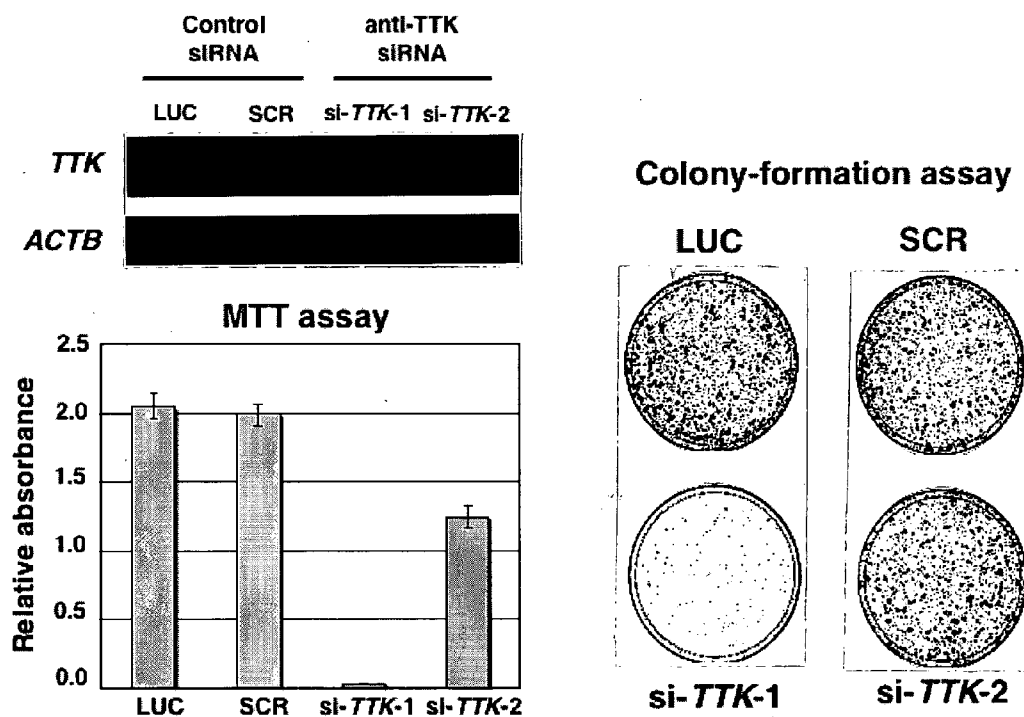 Control siRNA
anti-TTK siRNA
LUC SCR si-TTK-1 si-TTK-2
TTK
ACTB
MTT assay
Relative absorbance
2.5
2.0
1.5
1.0
0.5
0.0
LUC SCR si-TTK-1 si-TTK-2
Colony-formation assay
LUC SCR
si-TTK-1 si-TTK-2